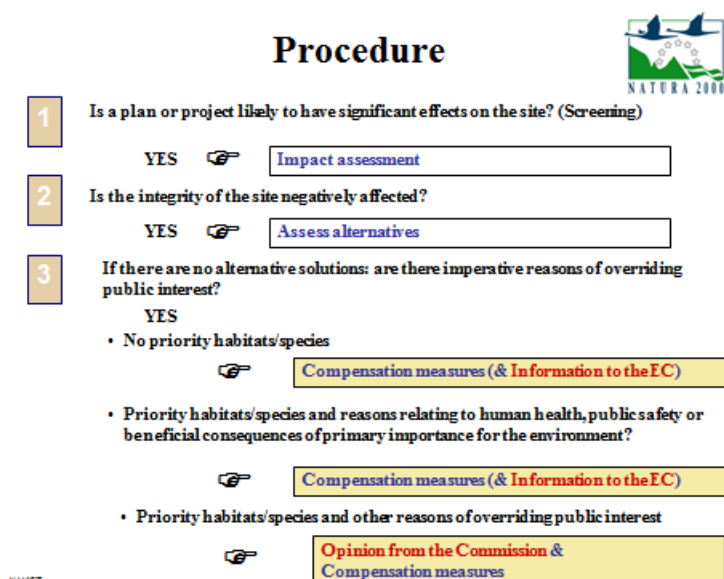 Procedure
NATURA 2000
1
Is a plan or project likely to have significant effects on the site? (Screening)
YES
Impact assessment
2
Is the integrity of the site negatively affected?
YES
Assess alternatives
3
If there are no alternative solutions: are there imperative reasons of overriding
public interest?
YES
• No priority habitats/species
Compensation measures (& Information to the EC)
• Priority habitats/species and reasons relating to human health, public safety or
beneficial consequences of primary importance for the environment?
Compensation measures (& Information to the EC)
• Priority habitats/species and other reasons of overriding public interest
Opinion from the Commission &
Compensation measures